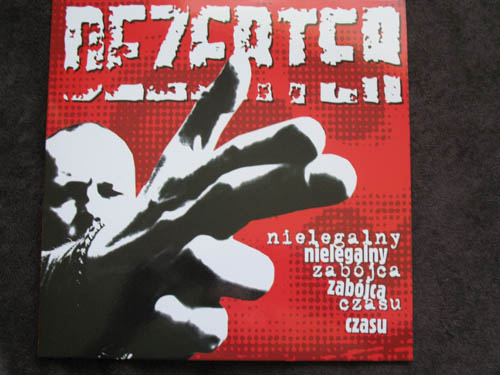 DEZERTER
nielegalny
nielegalny
zabójca
zabójca
czasu
czasu